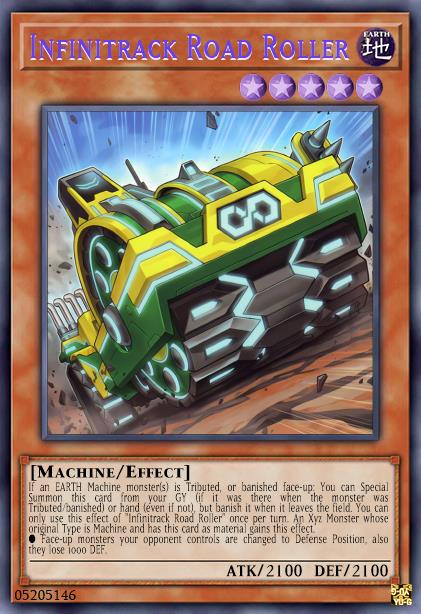 INFINITRACK ROAD ROLLER
EARTH
地
[MACHINE/EFFECT]
If an EARTH Machine monster(s) is Tributed, or banished face-up: You can Special
Summon this card from your GY (if it was there when the monster was
Tributed/banished) or hand (even if not), but banish it when it leaves the field. You can
only use this effect of "Infinitrack Road Roller" once per turn. An Xyz Monster whose
original Type is Machine and has this card as material gains this effect.
● Face-up monsters your opponent controls are changed to Defense Position, also
they lose 1000 DEF.
ATK/2100 DEF/2100
05205146